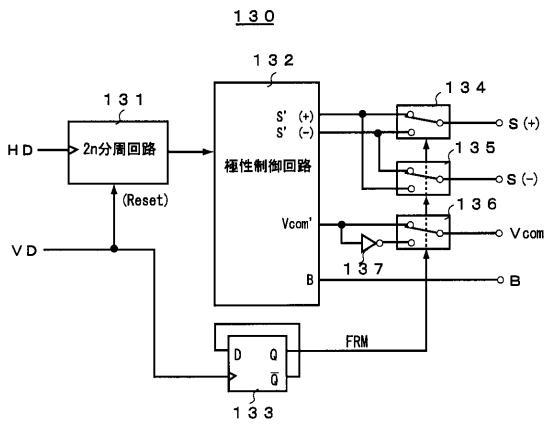 130
131
132
134
S'(+)
S(+)
S'(-)
HD
2n分周回路
極性制御回路
135
S(-)
(Reset)
136
Vcom'
Vcom
VD
137
B
B
D
Q
FRM
Q̅
133